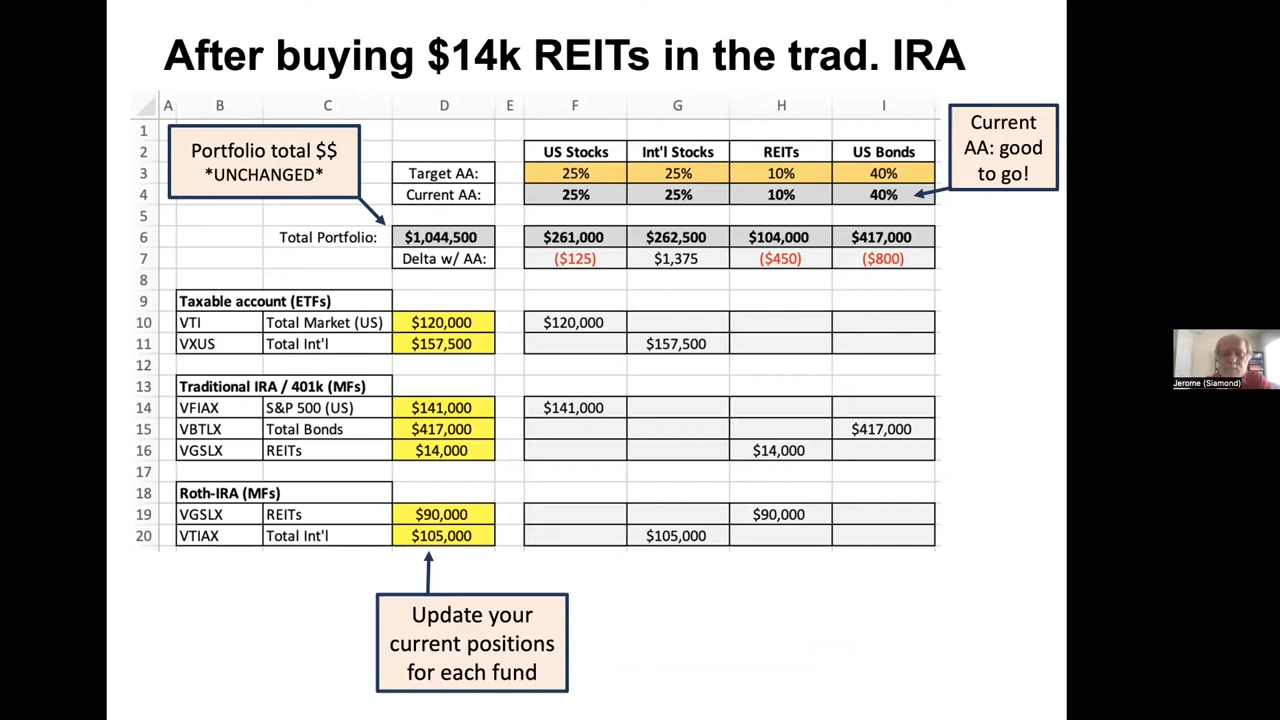 After buying $14k REITs in the trad. IRA
A B C D E F G H I
1
Portfolio total $$
*UNCHANGED*
Current
AA: good
to go!
2 US Stocks Int'l Stocks REITs US Bonds
3 Target AA: 25% 25% 10% 40%
4 Current AA: 25% 25% 10% 40%
5
6 Total Portfolio: $1,044,500 $261,000 $262,500 $104,000 $417,000
7 Delta w/ AA: ($125) $1,375 ($450) ($800)
8
9 Taxable account (ETFs)
10 VTI Total Market (US) $120,000 $120,000
11 VXUS Total Int'l $157,500 $157,500
12
13 Traditional IRA / 401k (MFs)
14 VFIAX S&P 500 (US) $141,000 $141,000
15 VBTLX Total Bonds $417,000 $417,000
16 VGSLX REITs $14,000 $14,000
17
18 Roth-IRA (MFs)
19 VGSLX REITs $90,000 $90,000
20 VTIAX Total Int'l $105,000 $105,000
Update your
current positions
for each fund
Jerome (Siamond)